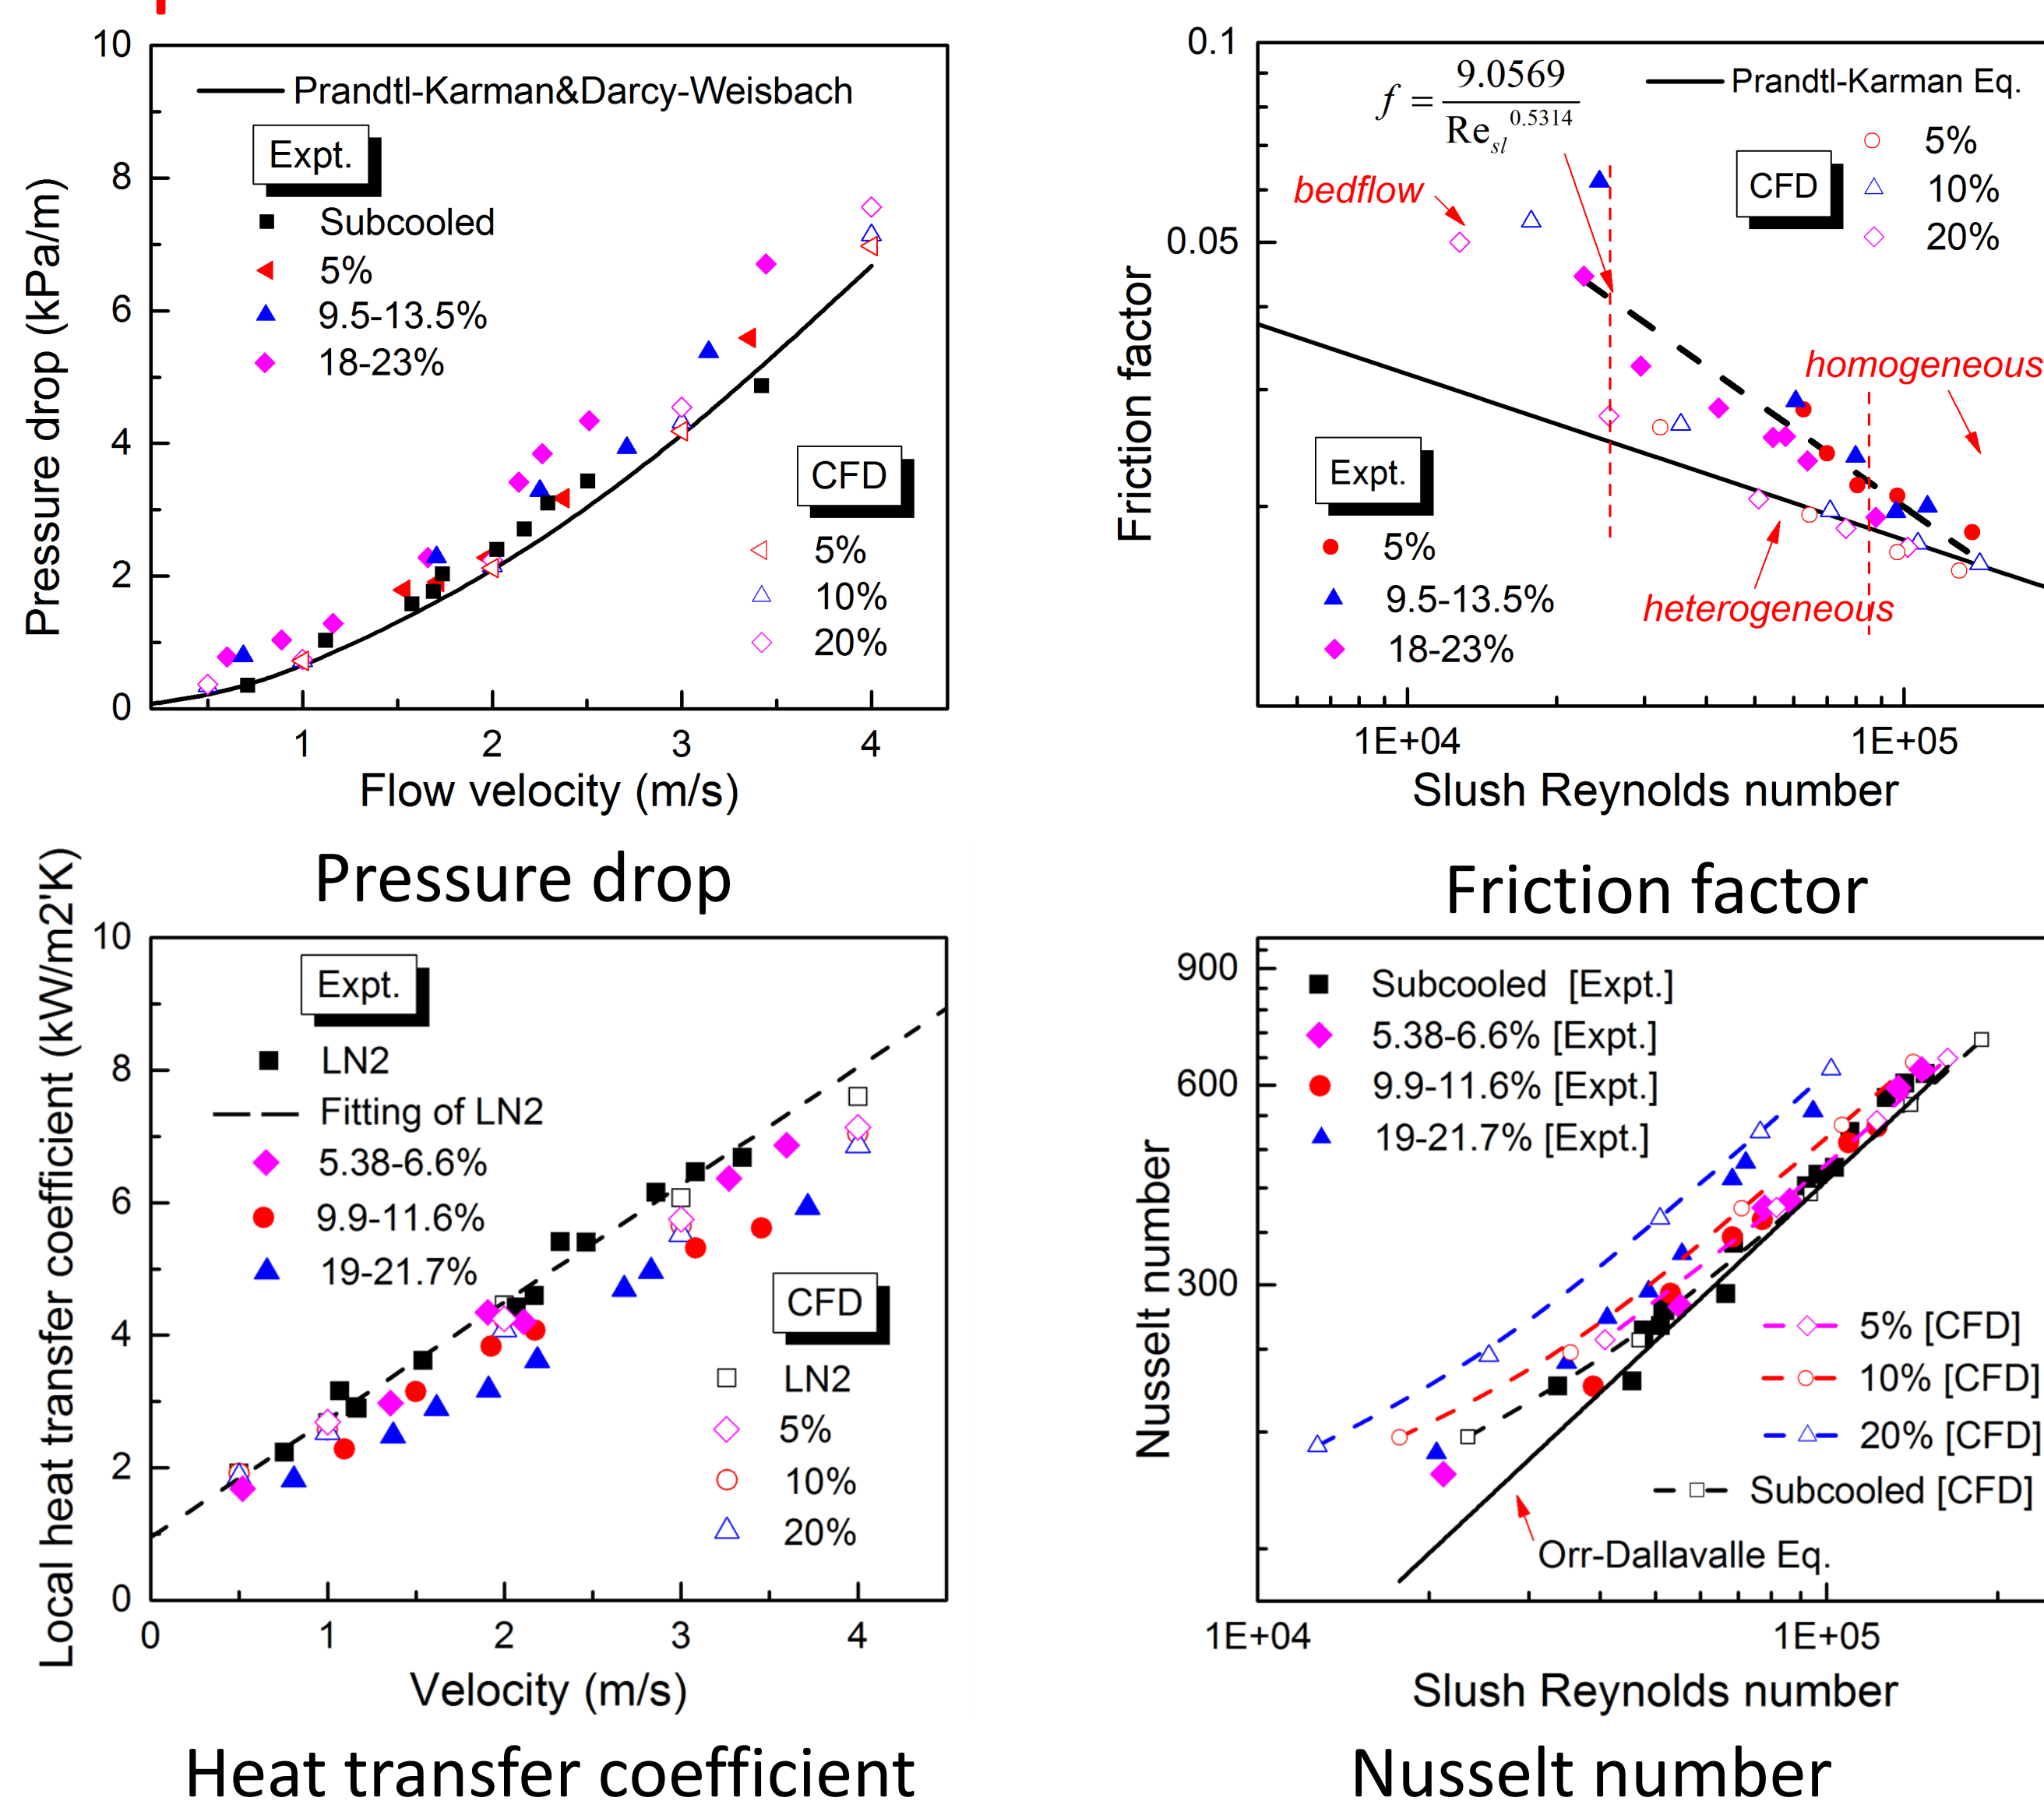 10
8
6
4
2
0
Pressure drop (kPa/m)
Prandtl-Karman&Darcy-Weisbach
Expt.
Subcooled
5%
9.5-13.5%
18-23%
CFD
5%
10%
20%
1 2 3 4
Flow velocity (m/s)
Pressure drop
0.1
0.05
Friction factor
f = 9.0569 / Re_sl^0.5314
Prandtl-Karman Eq.
CFD
5%
10%
20%
bedflow
homogeneous
heterogeneous
Expt.
5%
9.5-13.5%
18-23%
1E+04 1E+05
Slush Reynolds number
Friction factor
10
8
6
4
2
0
Local heat transfer coefficient (kW/m2'K)
Expt.
LN2
Fitting of LN2
5.38-6.6%
9.9-11.6%
19-21.7%
CFD
LN2
5%
10%
20%
0 1 2 3 4
Velocity (m/s)
Heat transfer coefficient
900
600
300
Nusselt number
Subcooled [Expt.]
5.38-6.6% [Expt.]
9.9-11.6% [Expt.]
19-21.7% [Expt.]
5% [CFD]
10% [CFD]
20% [CFD]
Subcooled [CFD]
Orr-Dallavalle Eq.
1E+04 1E+05
Slush Reynolds number
Nusselt number